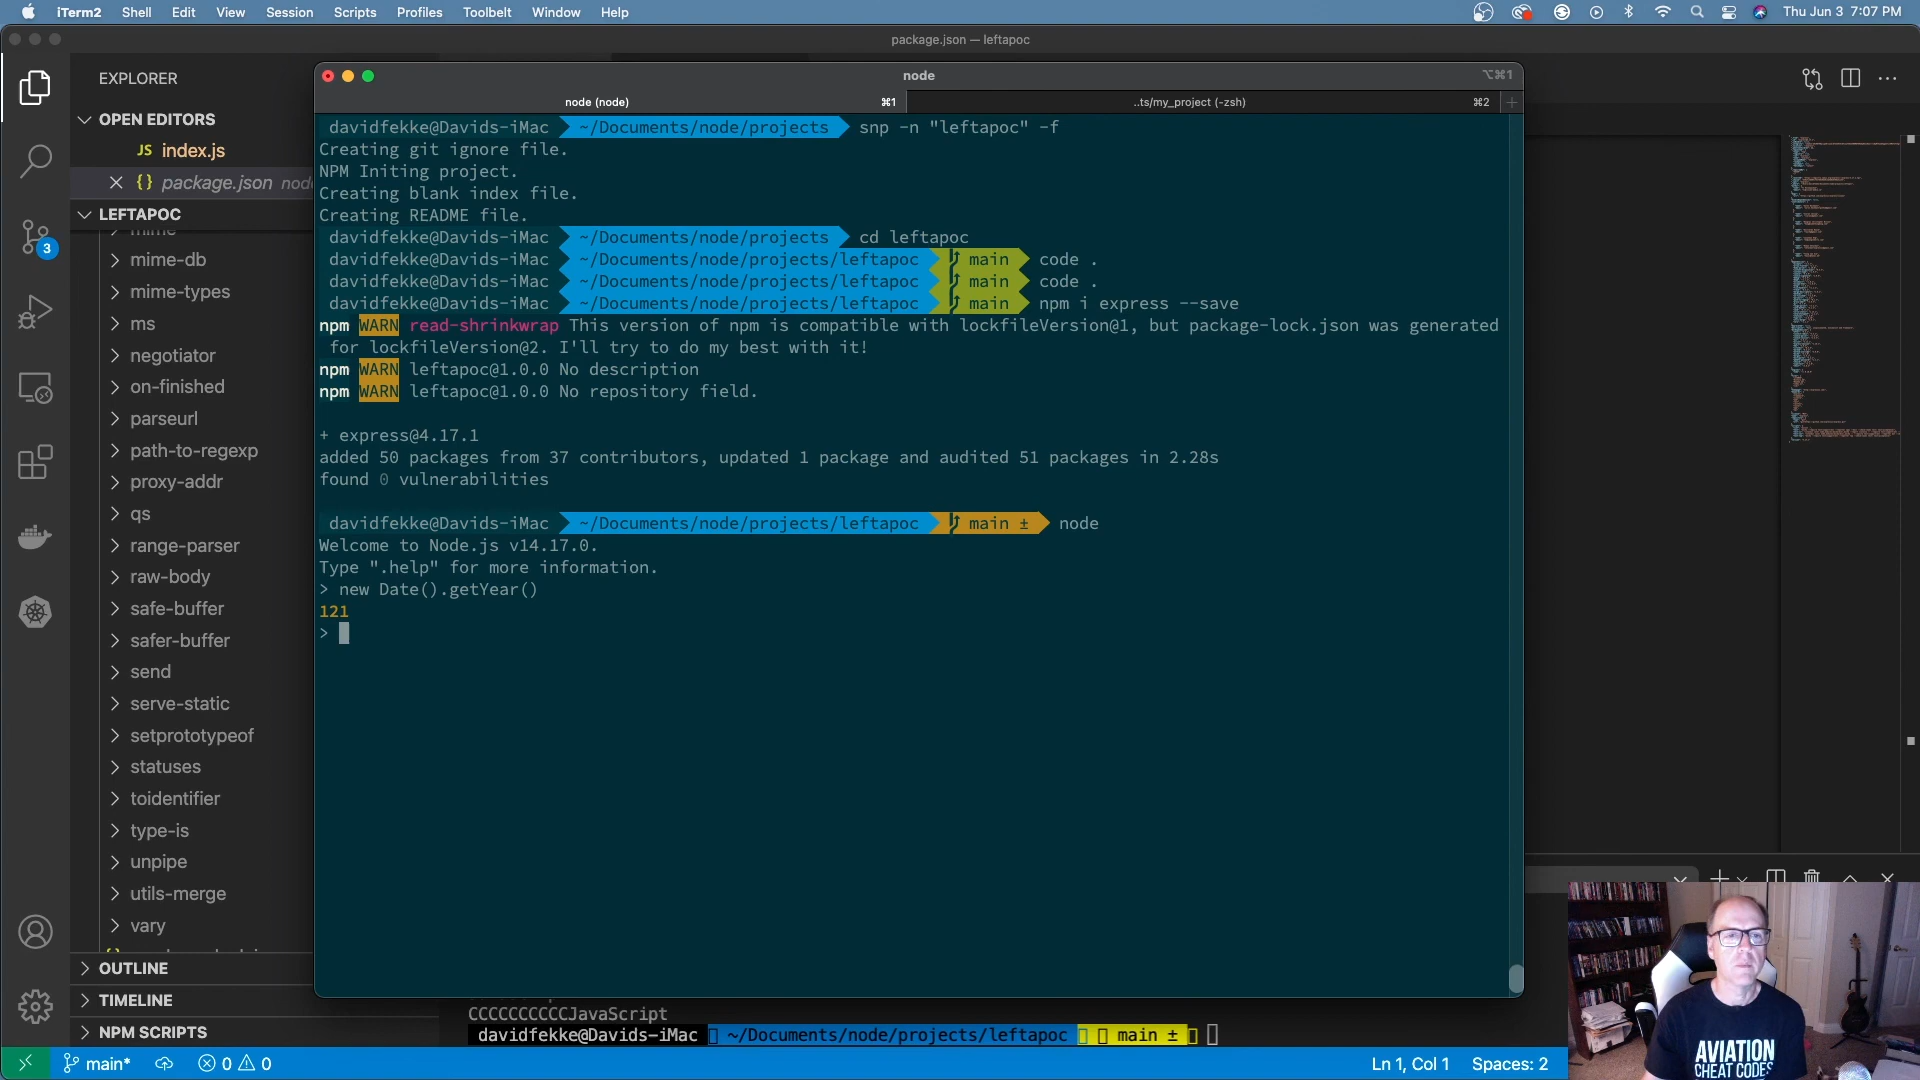 iTerm2 Shell Edit View Session Scripts Profiles Toolbelt Window Help Thu Jun 3 7:07 PM
package.json — leftapoc
EXPLORER
OPEN EDITORS
JS index.js
{} package.json
LEFTAPOC
mime
mime-db
mime-types
ms
negotiator
on-finished
parseurl
path-to-regexp
proxy-addr
qs
range-parser
raw-body
safe-buffer
safer-buffer
send
serve-static
setprototypeof
statuses
toidentifier
type-is
unpipe
utils-merge
vary
OUTLINE
TIMELINE
NPM SCRIPTS
3
node ⌥⌘1
node (node) ⌘1 ..ts/my_project (-zsh) ⌘2
davidfekke@Davids-iMac ~/Documents/node/projects snp -n "leftapoc" -f
Creating git ignore file.
NPM Initing project.
Creating blank index file.
Creating README file.
davidfekke@Davids-iMac ~/Documents/node/projects cd leftapoc
davidfekke@Davids-iMac ~/Documents/node/projects/leftapoc main code .
davidfekke@Davids-iMac ~/Documents/node/projects/leftapoc main code .
davidfekke@Davids-iMac ~/Documents/node/projects/leftapoc main npm i express --save
npm WARN read-shrinkwrap This version of npm is compatible with lockfileVersion@1, but package-lock.json was generated
for lockfileVersion@2. I'll try to do my best with it!
npm WARN leftapoc@1.0.0 No description
npm WARN leftapoc@1.0.0 No repository field.
+ express@4.17.1
added 50 packages from 37 contributors, updated 1 package and audited 51 packages in 2.28s
found 0 vulnerabilities
davidfekke@Davids-iMac ~/Documents/node/projects/leftapoc main ± node
Welcome to Node.js v14.17.0.
Type ".help" for more information.
> new Date().getYear()
121
>
CCCCCCCCCCJavaScript
davidfekke@Davids-iMac ~/Documents/node/projects/leftapoc main ±
main* 0 0 Ln 1, Col 1 Spaces: 2
AVIATION
CHEAT CODES